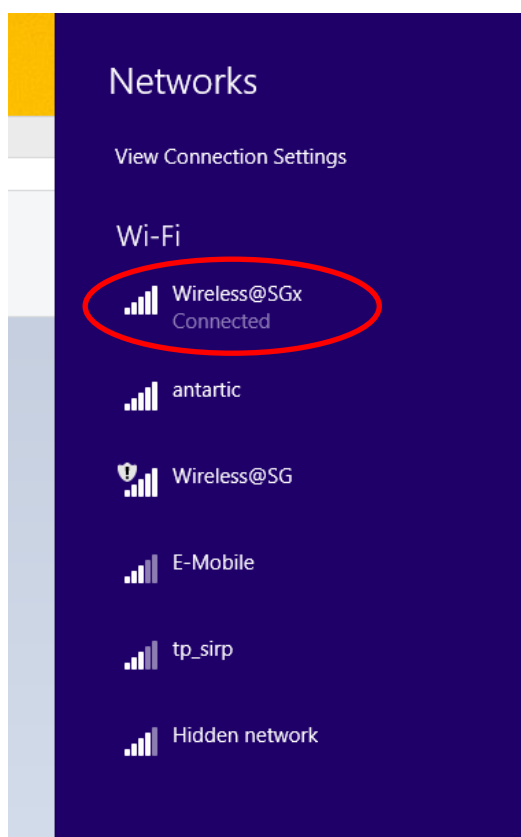 Networks
View Connection Settings
Wi-Fi
Wireless@SGx
Connected
antartic
Wireless@SG
E-Mobile
tp_sirp
Hidden network